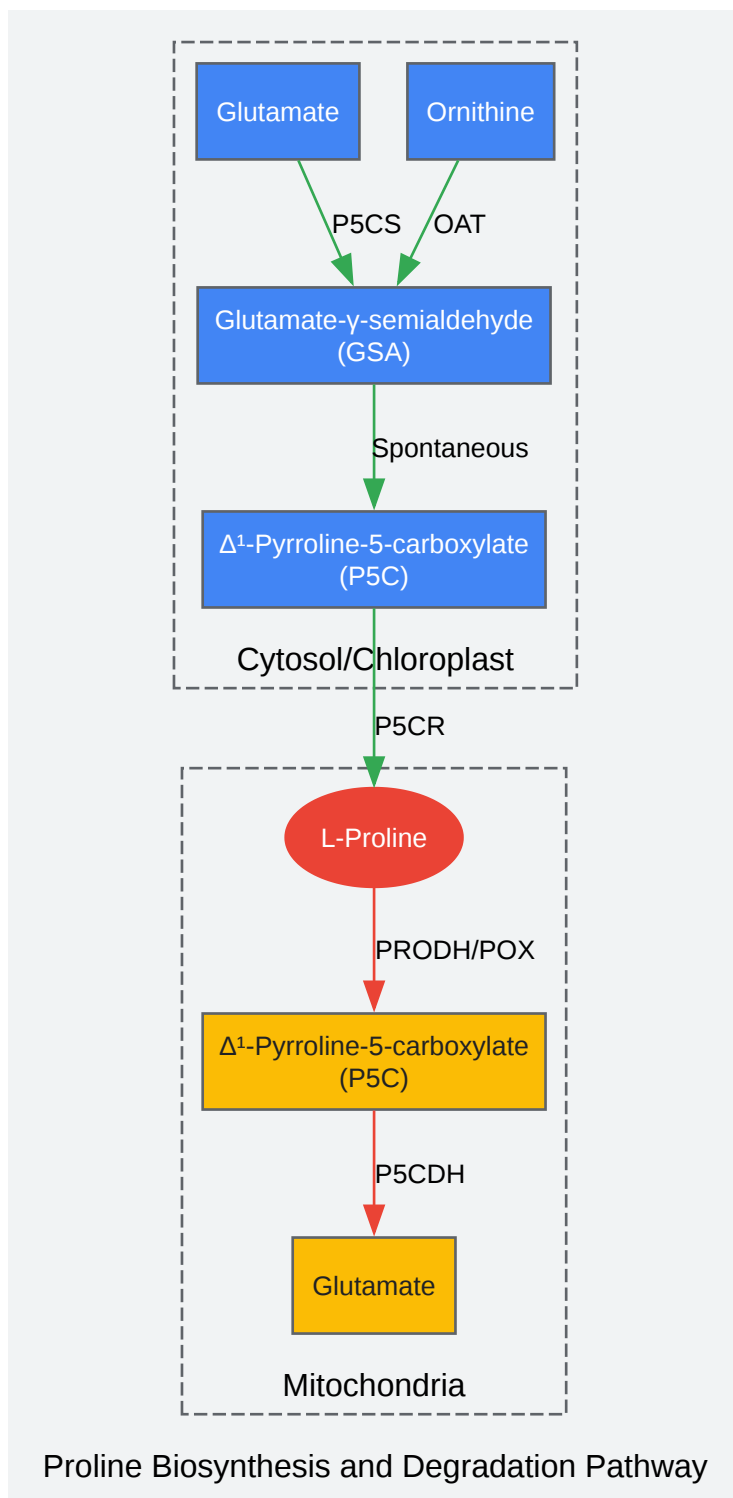 Glutamate
Ornithine
P5CS
OAT
Glutamate-γ-semialdehyde
(GSA)
Spontaneous
Δ¹-Pyrroline-5-carboxylate
(P5C)
Cytosol/Chloroplast
P5CR
L-Proline
PRODH/POX
Δ¹-Pyrroline-5-carboxylate
(P5C)
P5CDH
Glutamate
Mitochondria
Proline Biosynthesis and Degradation Pathway